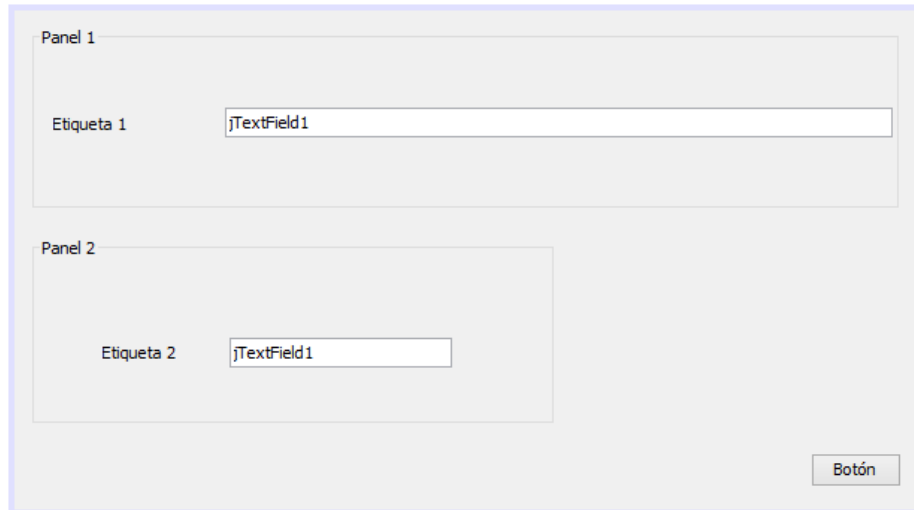 Panel 1
Etiqueta 1 jTextField1
Panel 2
Etiqueta 2 jTextField1
Botón